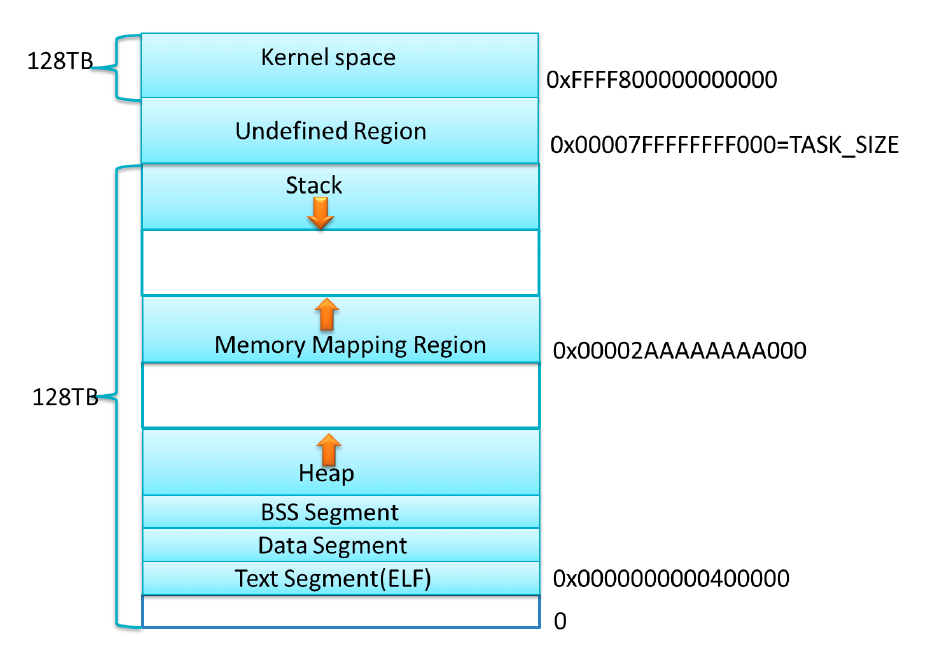 128TB
Kernel space
0xFFFF800000000000
Undefined Region
0x00007FFFFFFFF000=TASK_SIZE
Stack
Memory Mapping Region
0x00002AAAAAAAA000
128TB
Heap
BSS Segment
Data Segment
Text Segment(ELF)
0x0000000000400000
0